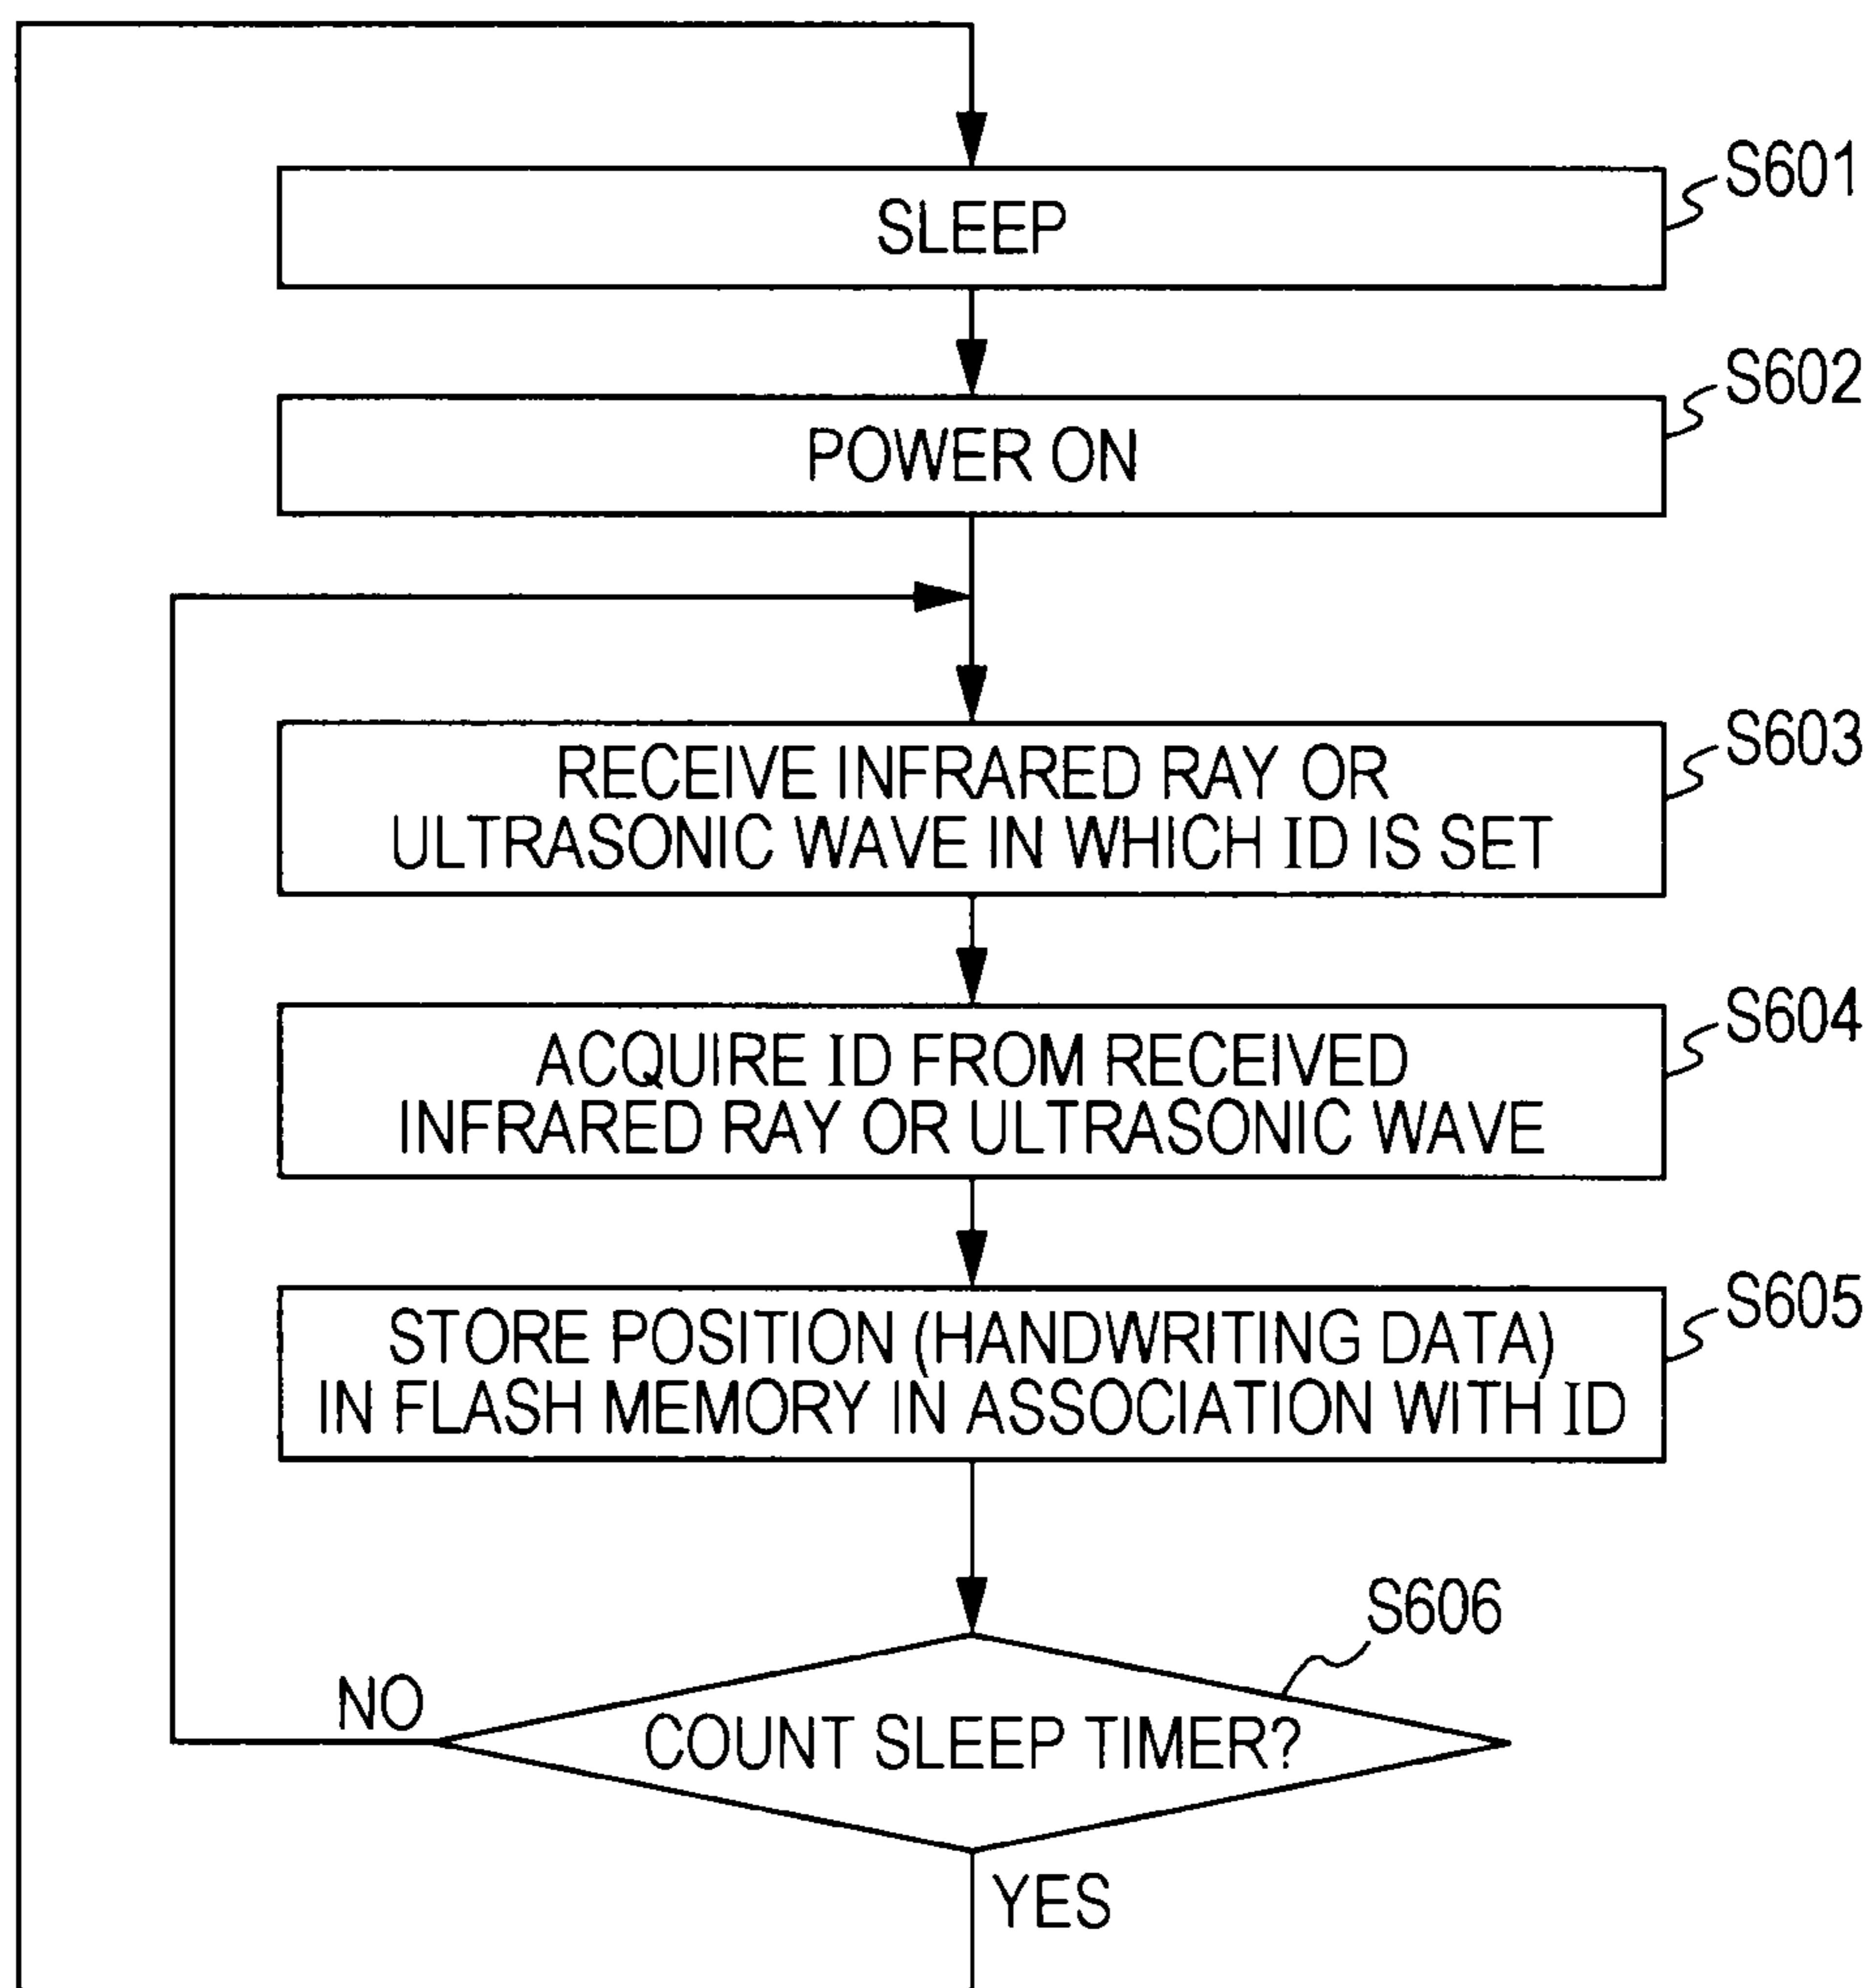 S601
SLEEP
S602
POWER ON
S603
RECEIVE INFRARED RAY OR
ULTRASONIC WAVE IN WHICH ID IS SET
S604
ACQUIRE ID FROM RECEIVED
INFRARED RAY OR ULTRASONIC WAVE
S605
STORE POSITION (HANDWRITING DATA)
IN FLASH MEMORY IN ASSOCIATION WITH ID
S606
NO
COUNT SLEEP TIMER?
YES